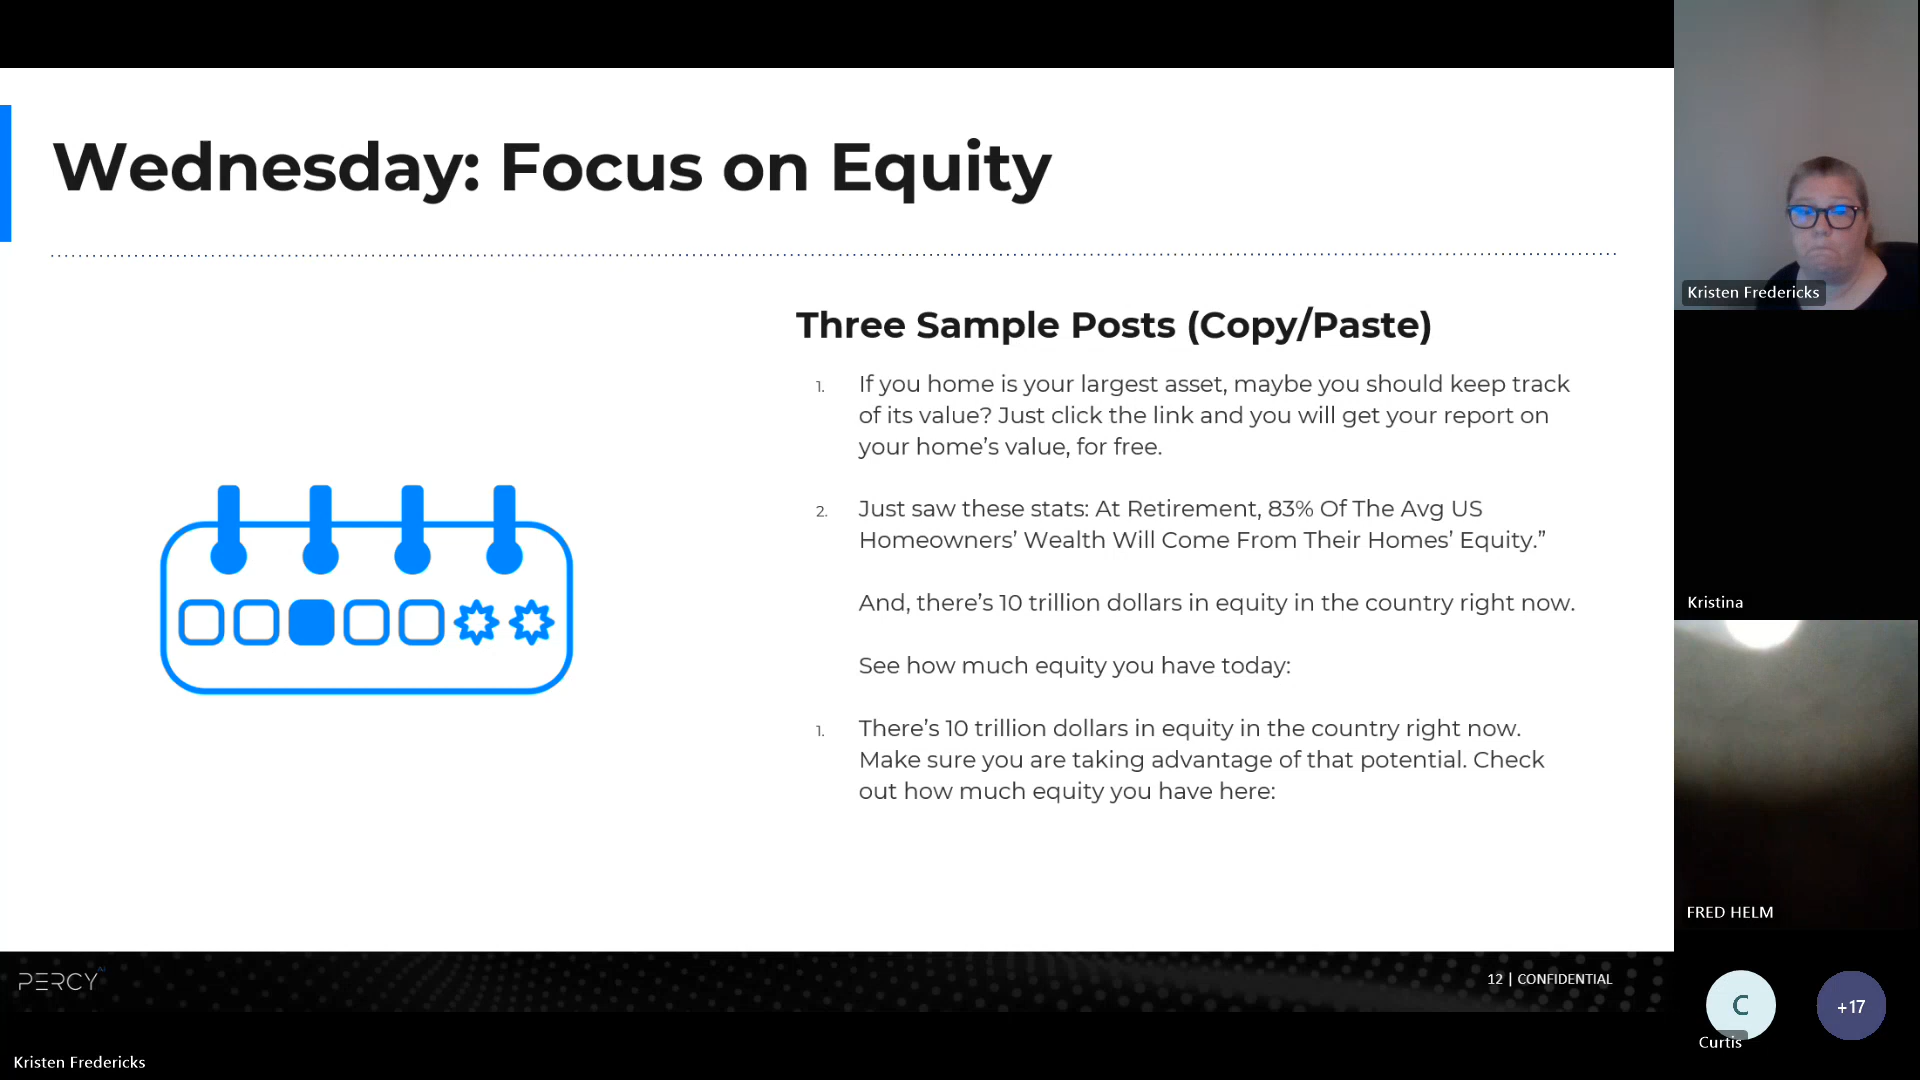 Wednesday: Focus on Equity
Three Sample Posts (Copy/Paste)
1. If you home is your largest asset, maybe you should keep track
of its value? Just click the link and you will get your report on
your home’s value, for free.
2. Just saw these stats: At Retirement, 83% Of The Avg US
Homeowners’ Wealth Will Come From Their Homes’ Equity.”
And, there’s 10 trillion dollars in equity in the country right now.
See how much equity you have today:
1. There’s 10 trillion dollars in equity in the country right now.
Make sure you are taking advantage of that potential. Check
out how much equity you have here:
PERCY AI
12 | CONFIDENTIAL
Kristen Fredericks
Kristen Fredericks
Kristina
FRED HELM
C
Curtis
+17